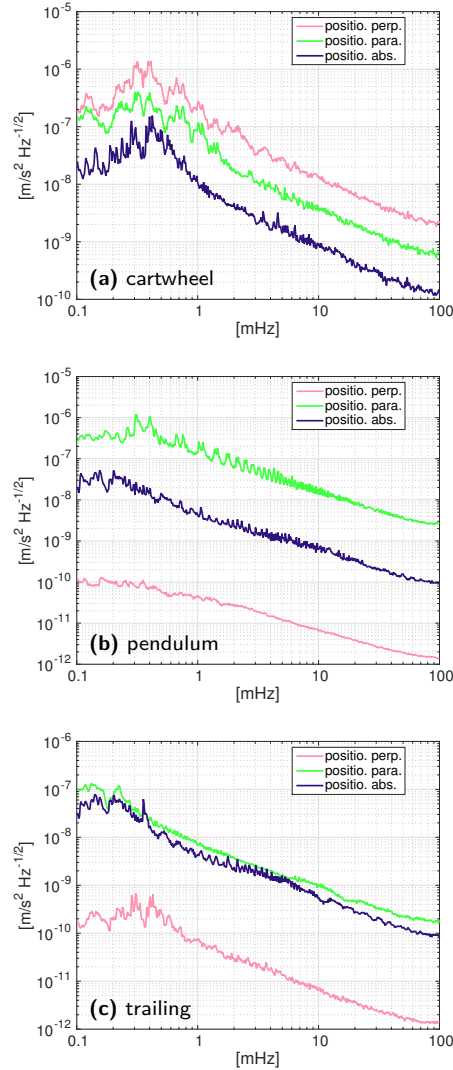 10^-5
positio. perp.
positio. para.
positio. abs.
10^-6
10^-7
10^-8
10^-9
10^-10
[m/s^2 Hz^-1/2]
(a) cartwheel
0.1 1 10 100
[mHz]
10^-5
positio. perp.
positio. para.
positio. abs.
10^-6
10^-7
10^-8
10^-9
10^-10
10^-11
10^-12
[m/s^2 Hz^-1/2]
(b) pendulum
0.1 1 10 100
[mHz]
10^-6
positio. perp.
positio. para.
positio. abs.
10^-7
10^-8
10^-9
10^-10
10^-11
10^-12
[m/s^2 Hz^-1/2]
(c) trailing
0.1 1 10 100
[mHz]